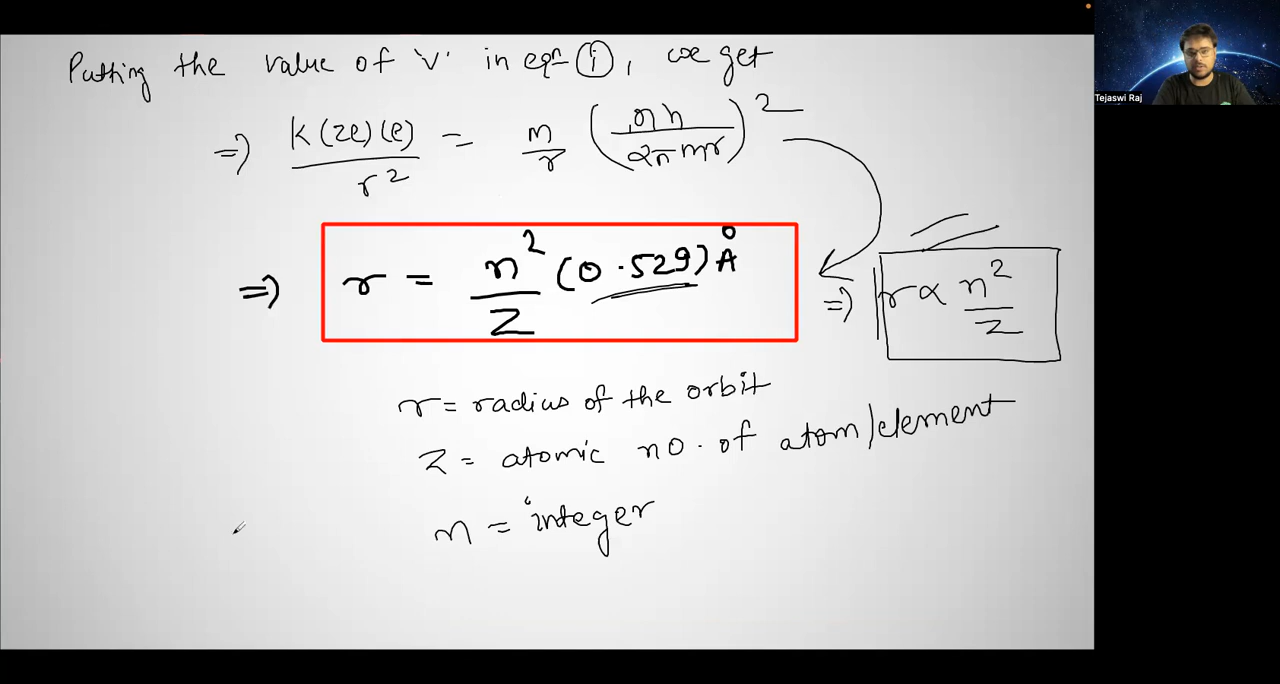 Putting the value of 'v' in eqn (i), we get
⇒ K(Ze)(e)/r² = m/r (nh/2πmr)²
⇒ r = n²/Z (0.529) Å ⇒ r ∝ n²/Z
r = radius of the orbit
Z = atomic no. of atom/element
n = integer
Tejaswi Raj